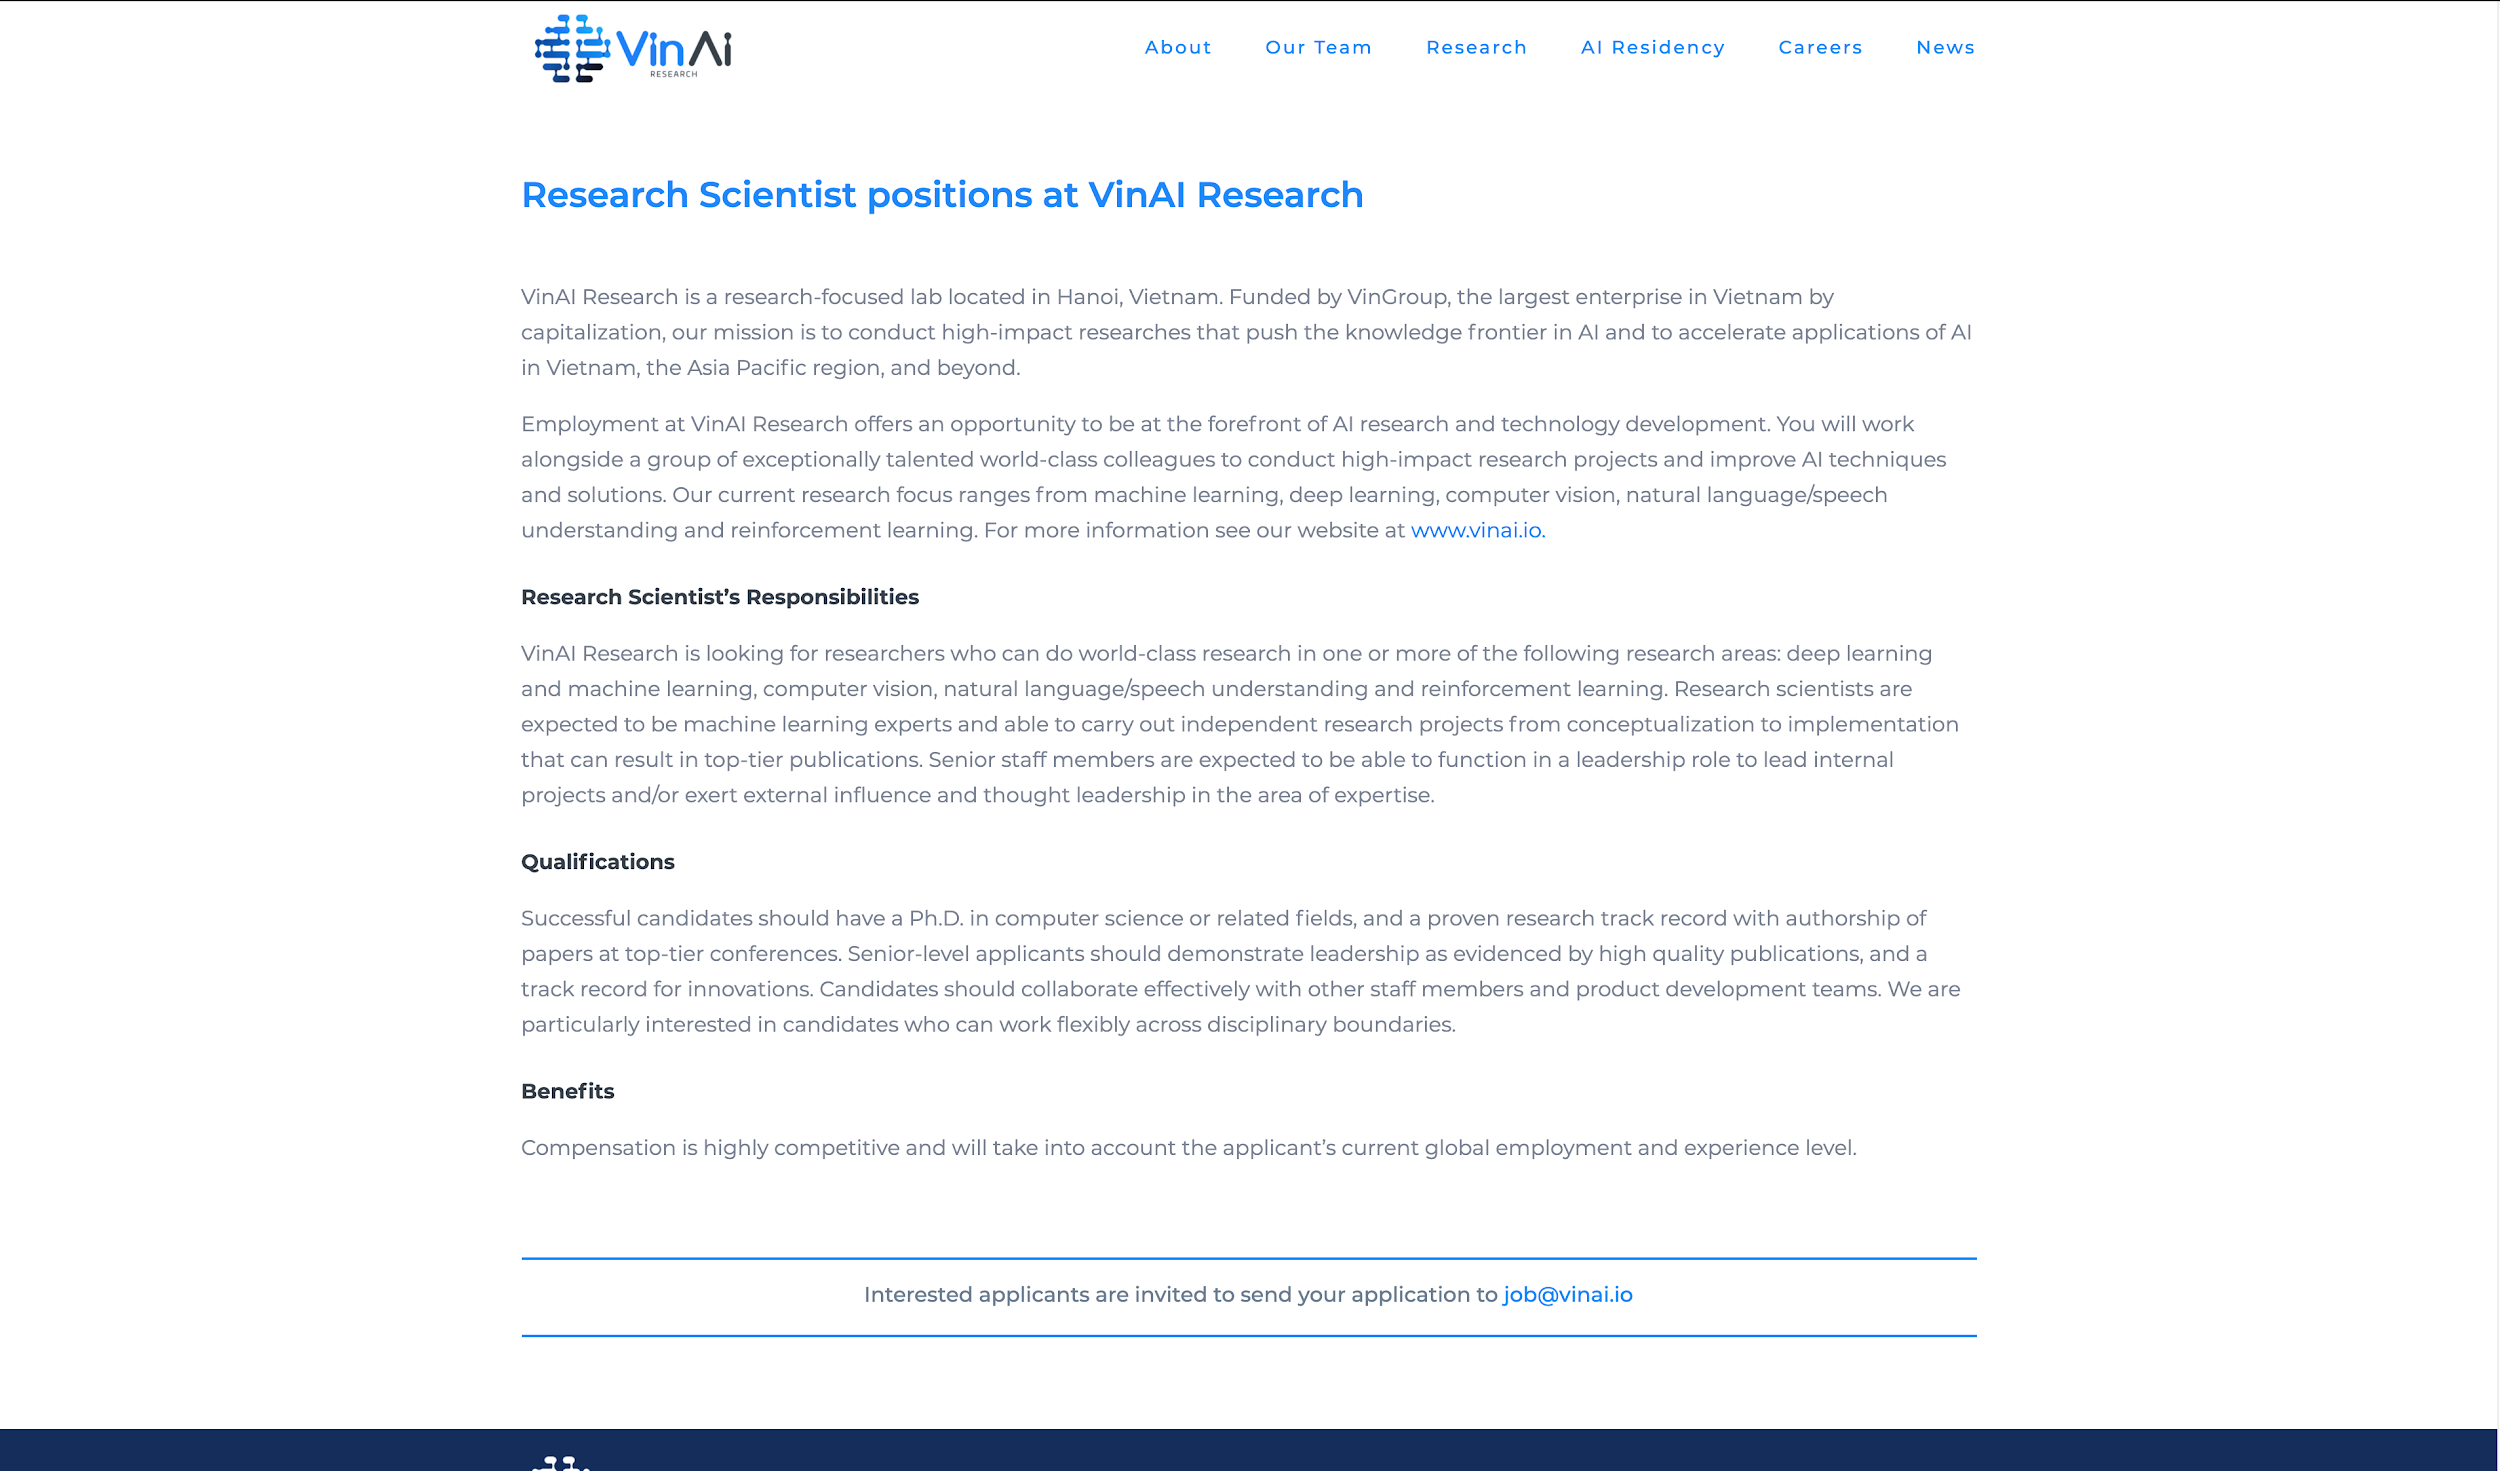 VinAi
RESEARCH
About Our Team Research AI Residency Careers News
Research Scientist positions at VinAI Research
VinAI Research is a research-focused lab located in Hanoi, Vietnam. Funded by VinGroup, the largest enterprise in Vietnam by
capitalization, our mission is to conduct high-impact researches that push the knowledge frontier in AI and to accelerate applications of AI
in Vietnam, the Asia Pacific region, and beyond.
Employment at VinAI Research offers an opportunity to be at the forefront of AI research and technology development. You will work
alongside a group of exceptionally talented world-class colleagues to conduct high-impact research projects and improve AI techniques
and solutions. Our current research focus ranges from machine learning, deep learning, computer vision, natural language/speech
understanding and reinforcement learning. For more information see our website at www.vinai.io.
Research Scientist’s Responsibilities
VinAI Research is looking for researchers who can do world-class research in one or more of the following research areas: deep learning
and machine learning, computer vision, natural language/speech understanding and reinforcement learning. Research scientists are
expected to be machine learning experts and able to carry out independent research projects from conceptualization to implementation
that can result in top-tier publications. Senior staff members are expected to be able to function in a leadership role to lead internal
projects and/or exert external influence and thought leadership in the area of expertise.
Qualifications
Successful candidates should have a Ph.D. in computer science or related fields, and a proven research track record with authorship of
papers at top-tier conferences. Senior-level applicants should demonstrate leadership as evidenced by high quality publications, and a
track record for innovations. Candidates should collaborate effectively with other staff members and product development teams. We are
particularly interested in candidates who can work flexibly across disciplinary boundaries.
Benefits
Compensation is highly competitive and will take into account the applicant’s current global employment and experience level.
Interested applicants are invited to send your application to job@vinai.io